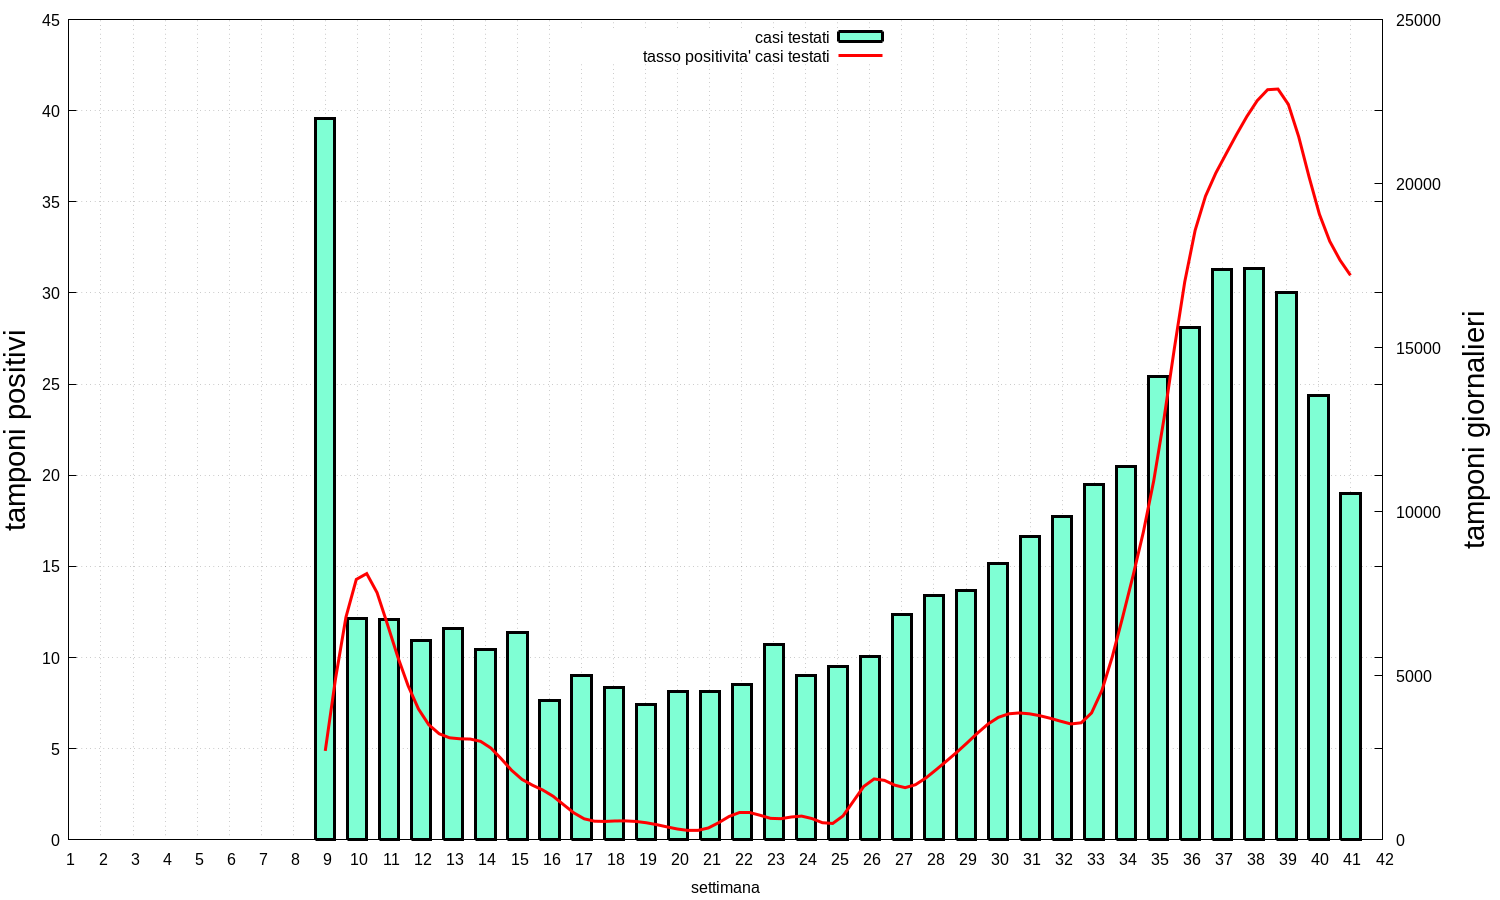 casi testati
tasso positivita' casi testati
45
40
35
30
25
20
15
10
5
0
25000
20000
15000
10000
5000
0
tamponi positivi
tamponi giornalieri
1 2 3 4 5 6 7 8 9 10 11 12 13 14 15 16 17 18 19 20 21 22 23 24 25 26 27 28 29 30 31 32 33 34 35 36 37 38 39 40 41 42
settimana